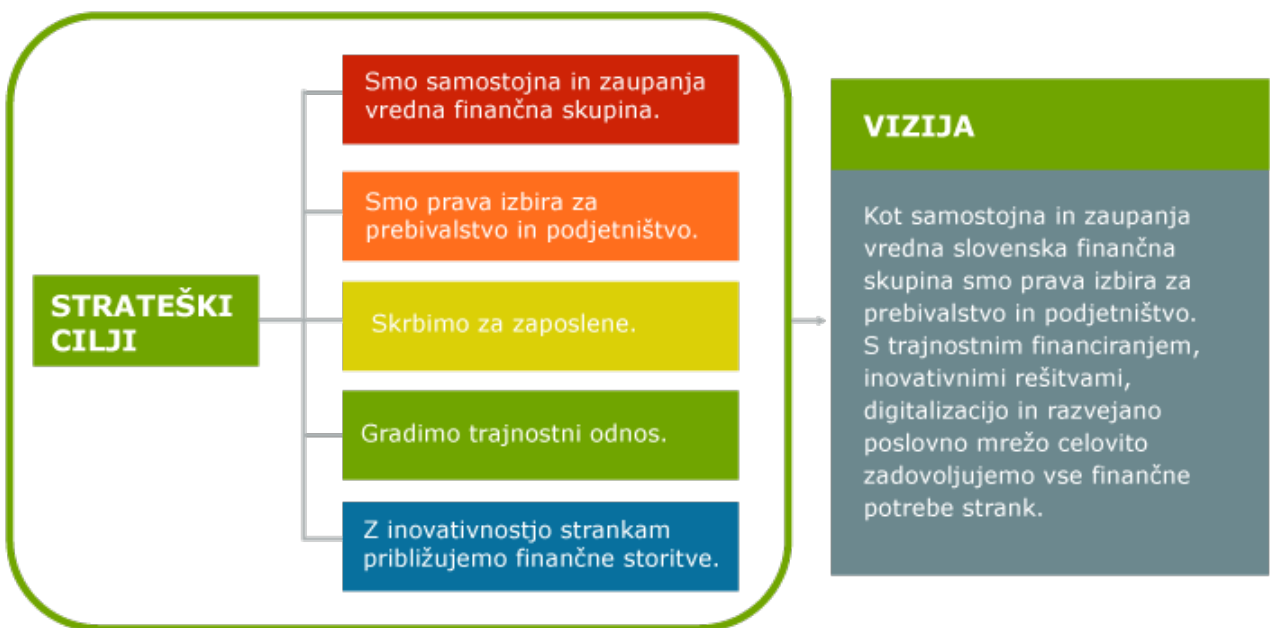 STRATEŠKI
CILJI
Smo samostojna in zaupanja
vredna finančna skupina.
Smo prava izbira za
prebivalstvo in podjetništvo.
Skrbimo za zaposlene.
Gradimo trajnostni odnos.
Z inovativnostjo strankam
približujemo finančne storitve.
VIZIJA
Kot samostojna in zaupanja
vredna slovenska finančna
skupina smo prava izbira za
prebivalstvo in podjetništvo.
S trajnostnim financiranjem,
inovativnimi rešitvami,
digitalizacijo in razvejano
poslovno mrežo celovito
zadovoljujemo vse finančne
potrebe strank.